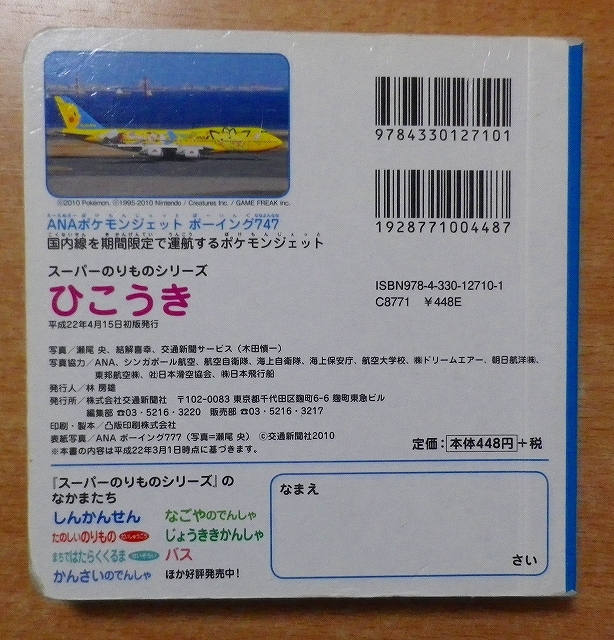 9784330127101
1928771004487
©2010 Pokémon. ©1995-2010 Nintendo / Creatures Inc. / GAME FREAK inc.
ANAポケモンジェット ボーイング747
国内線を期間限定で運航するポケモンジェット
スーパーのりものシリーズ
ひこうき
平成22年4月15日初版発行
ISBN978-4-330-12710-1
C8771 ￥448E
写真／瀬尾 央、結解喜幸、交通新聞サービス（木田慎一）
写真協力／ANA、シンガポール航空、航空自衛隊、海上自衛隊、海上保安庁、航空大学校、㈱ドリームエアー、朝日航洋㈱、
東邦航空㈱、㈳日本滑空協会、㈱日本飛行船
発行人／林 房雄
発行所／株式会社交通新聞社 〒102-0083 東京都千代田区麹町6-6 麹町東急ビル
編集部 ☎03・5216・3220 販売部 ☎03・5216・3217
印刷・製本／凸版印刷株式会社
表紙写真／ANA ボーイング777（写真=瀬尾 央） ©交通新聞社2010
※本書の内容は平成22年3月1日時点に基づきます。
定価：本体448円+税
『スーパーのりものシリーズ』の
なかまたち
しんかんせん なごやのでんしゃ
たのしいのりもの じょうききかんしゃ
まちではたらくくるま バス
かんさいのでんしゃ ほか好評発売中！
なまえ
さい